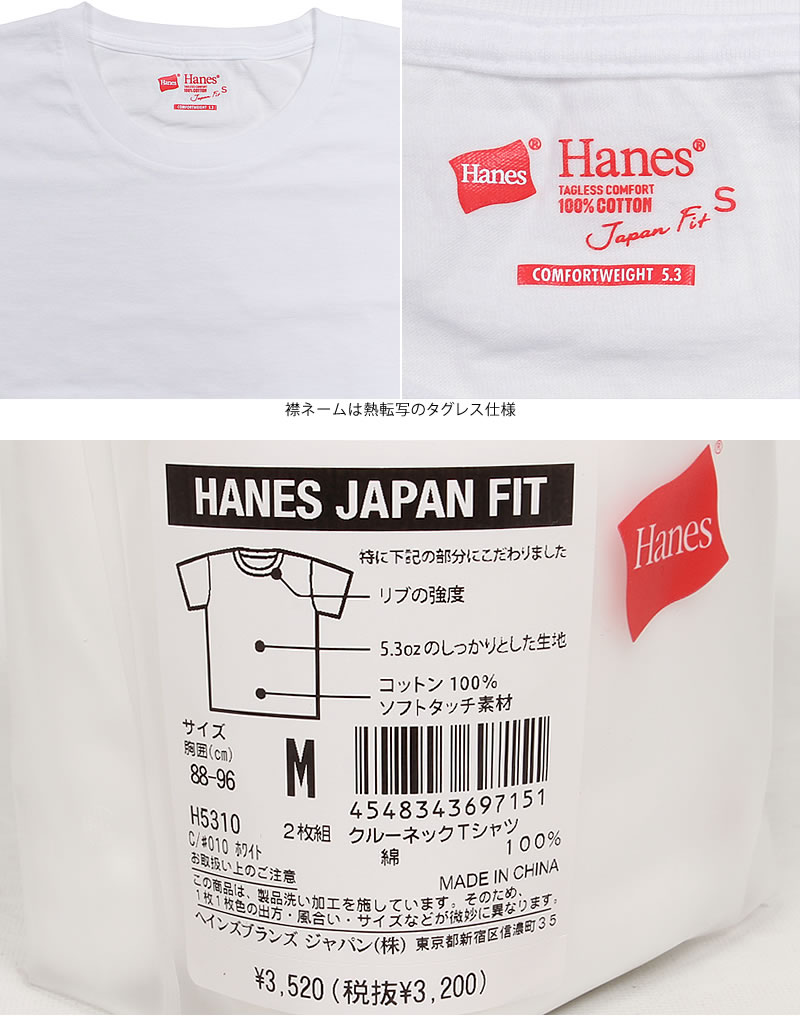 Hanes
Hanes®
TAGLESS COMFORT
100% COTTON
Japan Fit S
COMFORTWEIGHT 5.3
Hanes®
Hanes®
TAGLESS COMFORT
100% COTTON
Japan Fit S
COMFORTWEIGHT 5.3
襟ネームは熱転写のタグレス仕様
HANES JAPAN FIT
Hanes®
特に下記の部分にこだわりました
リブの強度
5.3ozのしっかりとした生地
コットン100%
ソフトタッチ素材
サイズ
胸囲(cm)
88-96
M
4548343697151
H5310
2枚組 クルーネックTシャツ
C/#010 ホワイト
綿 100%
お取扱い上のご注意
MADE IN CHINA
この商品は、製品洗い加工を施しています。そのため、
1枚1枚色の出方・風合い・サイズなどが微妙に異なります。
ヘインズブランズ ジャパン(株) 東京都新宿区信濃町35
¥3,520(税抜¥3,200)